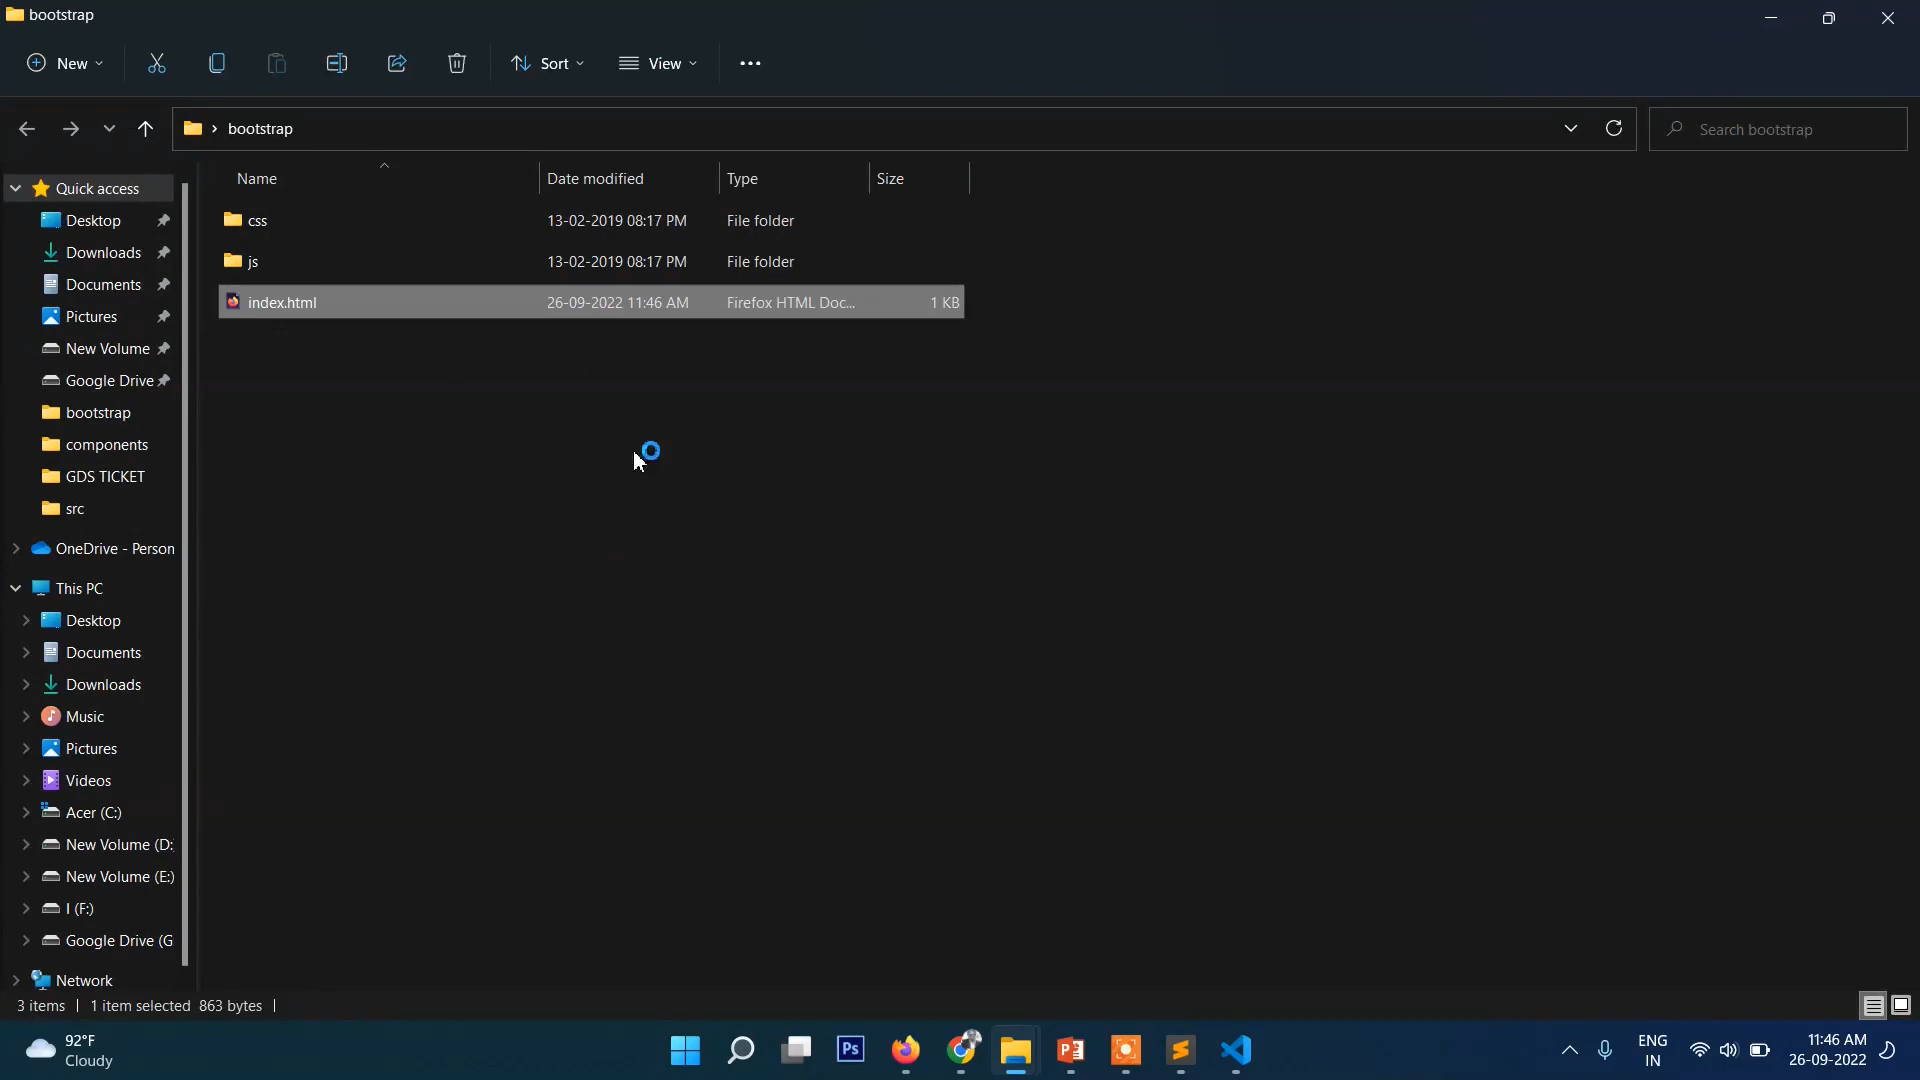 bootstrap
New
Sort
View
bootstrap
Search bootstrap
Name
Date modified
Type
Size
css
13-02-2019 08:17 PM
File folder
js
13-02-2019 08:17 PM
File folder
index.html
26-09-2022 11:46 AM
Firefox HTML Doc...
1 KB
Quick access
Desktop
Downloads
Documents
Pictures
New Volume
Google Drive
bootstrap
components
GDS TICKET
src
OneDrive - Person
This PC
Desktop
Documents
Downloads
Music
Pictures
Videos
Acer (C:)
New Volume (D:
New Volume (E:)
I (F:)
Google Drive (G
Network
3 items
1 item selected 863 bytes
92°F
Cloudy
Ps
ENG
IN
11:46 AM
26-09-2022